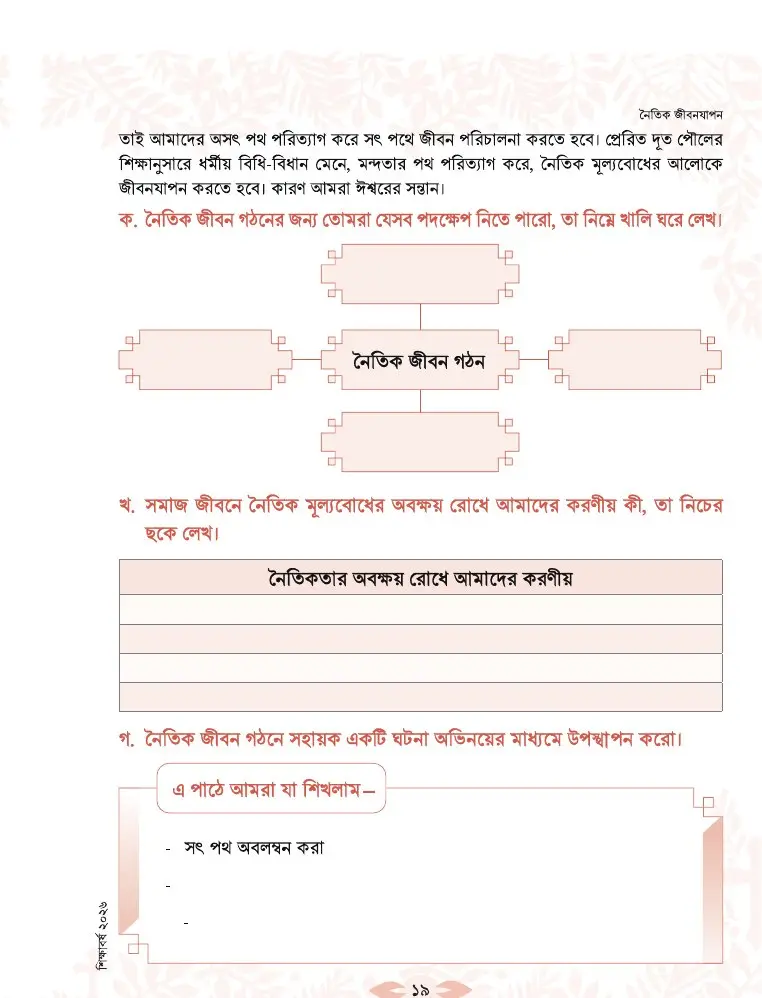 নৈতিক জীবনযাপন
তাই আমাদের অসৎ পথ পরিত্যাগ করে সৎ পথে জীবন পরিচালনা করতে হবে। প্রেরিত দূত পৌলের
শিক্ষানুসারে ধর্মীয় বিধি-বিধান মেনে, মন্দতার পথ পরিত্যাগ করে, নৈতিক মূল্যবোধের আলোকে
জীবনযাপন করতে হবে। কারণ আমরা ঈশ্বরের সন্তান।
ক. নৈতিক জীবন গঠনের জন্য তোমরা যেসব পদক্ষেপ নিতে পারো, তা নিম্নে খালি ঘরে লেখ।
নৈতিক জীবন গঠন
খ. সমাজ জীবনে নৈতিক মূল্যবোধের অবক্ষয় রোধে আমাদের করণীয় কী, তা নিচের
ছকে লেখ।
নৈতিকতার অবক্ষয় রোধে আমাদের করণীয়
গ. নৈতিক জীবন গঠনে সহায়ক একটি ঘটনা অভিনয়ের মাধ্যমে উপস্থাপন করো।
এ পাঠে আমরা যা শিখলাম–
- সৎ পথ অবলম্বন করা
-
-
শিক্ষাবর্ষ ২০২৬
১৯